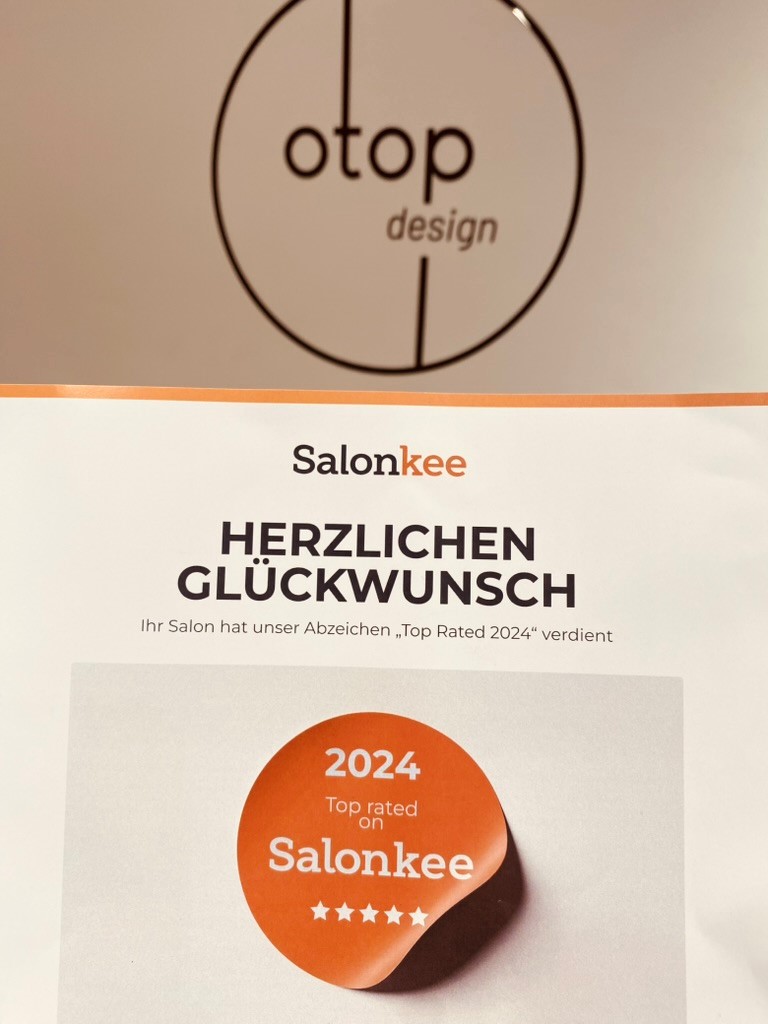 otop
design
Salonkee
HERZLICHEN
GLÜCKWUNSCH
Ihr Salon hat unser Abzeichen „Top Rated 2024“ verdient
2024
Top rated
on
Salonkee